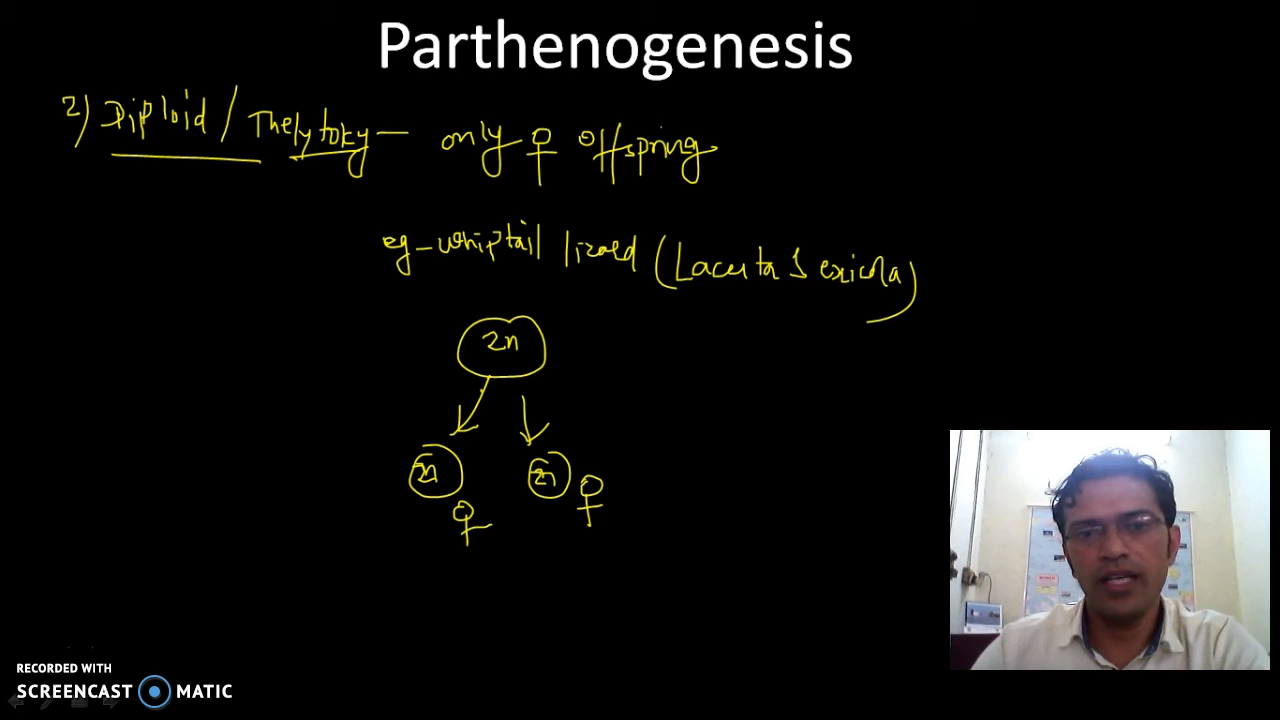 Parthenogenesis
2) Diploid / Thelytoky — only ♀ offspring
eg - whiptail lizard (Lacerta Sexicola)
2n
2n 2n
♀ ♀
RECORDED WITH
SCREENCAST MATIC